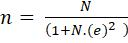 n = N / (1+N.(e)²)